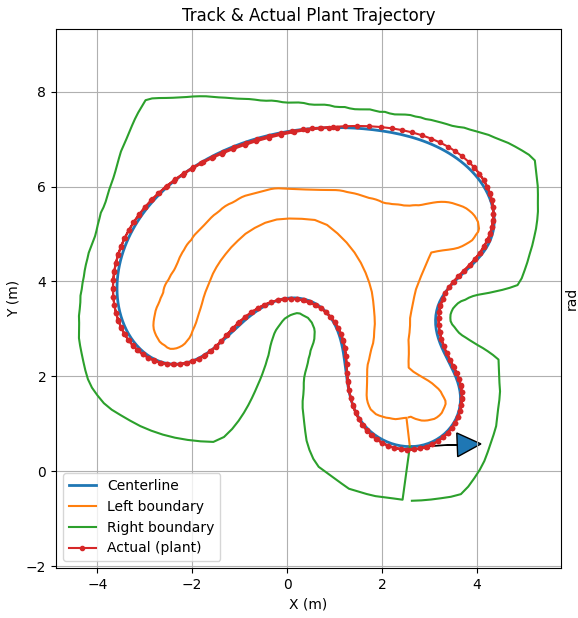 Track & Actual Plant Trajectory
Y (m)
8
6
4
2
0
−2
−4
−2
0
2
4
X (m)
rad
Centerline
Left boundary
Right boundary
Actual (plant)